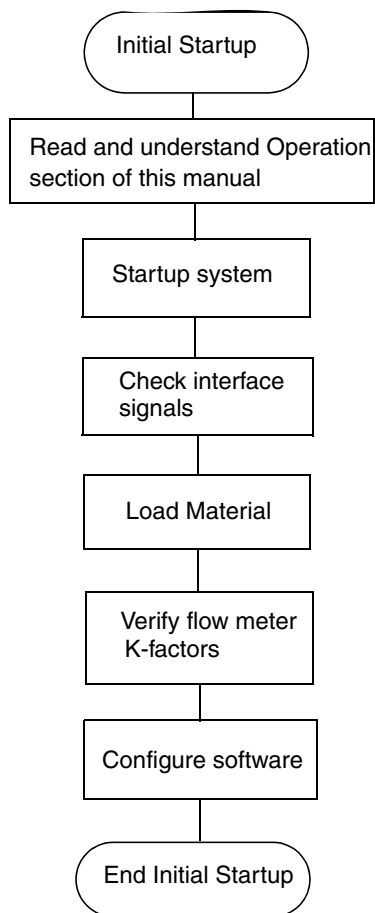 Initial Startup
Read and understand Operation
section of this manual
Startup system
Check interface
signals
Load Material
Verify flow meter
K-factors
Configure software
End Initial Startup